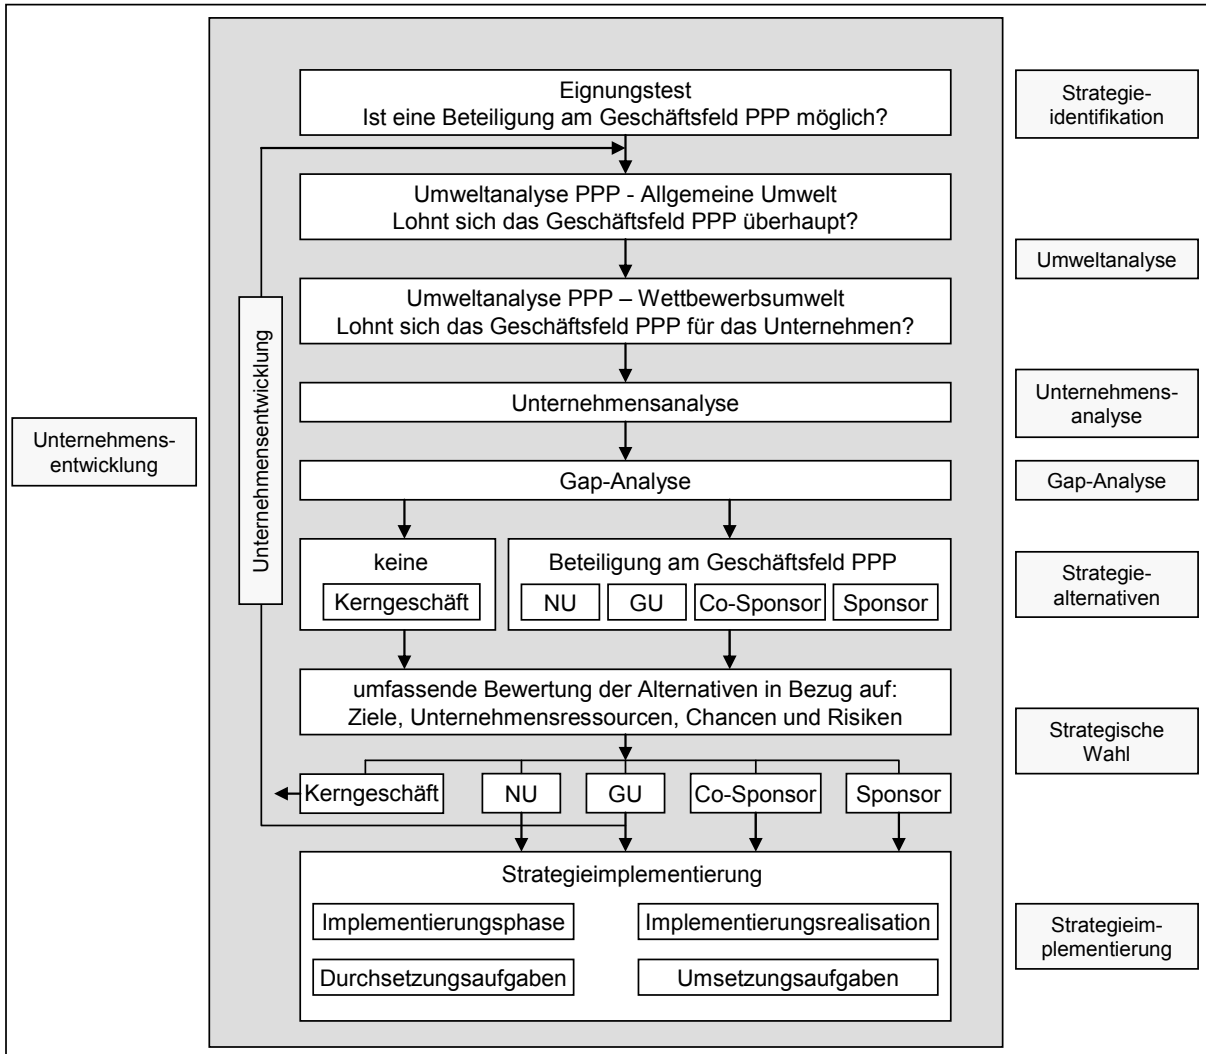 Eignungstest
Ist eine Beteiligung am Geschäftsfeld PPP möglich?
Strategie-
identifikation
Umweltanalyse PPP - Allgemeine Umwelt
Lohnt sich das Geschäftsfeld PPP überhaupt?
Umweltanalyse
Umweltanalyse PPP – Wettbewerbsumwelt
Lohnt sich das Geschäftsfeld PPP für das Unternehmen?
Unternehmensentwicklung
Unternehmensanalyse
Unternehmens-
analyse
Unternehmens-
entwicklung
Gap-Analyse
Gap-Analyse
keine
Kerngeschäft
Beteiligung am Geschäftsfeld PPP
NU GU Co-Sponsor Sponsor
Strategie-
alternativen
umfassende Bewertung der Alternativen in Bezug auf:
Ziele, Unternehmensressourcen, Chancen und Risiken
Strategische
Wahl
Kerngeschäft NU GU Co-Sponsor Sponsor
Strategieimplementierung
Implementierungsphase Implementierungsrealisation
Durchsetzungsaufgaben Umsetzungsaufgaben
Strategieim-
plementierung